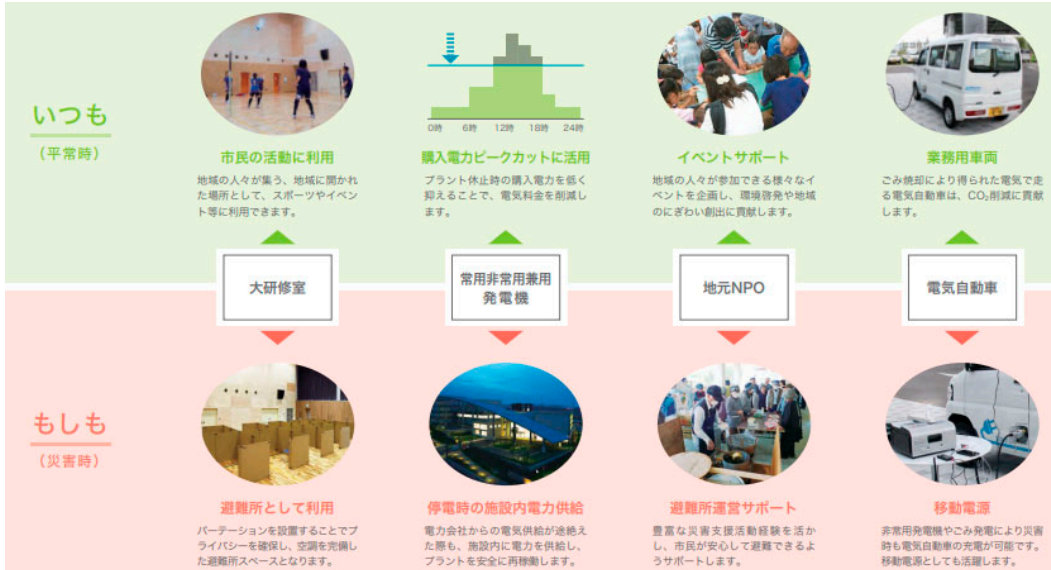 いつも
(平常時)
0時 6時 12時 18時 24時
市民の活動に利用
地域の人々が集う、地域に開かれ
た場所として、スポーツやイベン
ト等に利用できます。
購入電力ピークカットに活用
プラント休止時の購入電力を低く
抑えることで、電気料金を削減し
ます。
イベントサポート
地域の人々が参加できる様々なイ
ベントを企画し、環境啓発や地域
のにぎわい創出に貢献します。
業務用車両
ごみ焼却により得られた電気で走
る電気自動車は、CO₂削減に貢献
します。
大研修室
常用非常用兼用
発電機
地元NPO
電気自動車
もしも
(災害時)
避難所として利用
パーテーションを設置することでプ
ライバシーを確保し、空調を完備し
た避難所スペースとなります。
停電時の施設内電力供給
電力会社からの電気供給が途絶え
た際も、施設内に電力を供給し、
プラントを安全に再稼働します。
避難所運営サポート
豊富な災害支援活動経験を活か
し、市民が安心して避難できるよ
うサポートします。
移動電源
非常用発電機やごみ発電により災害
時も電気自動車の充電が可能です。
移動電源としても活躍します。